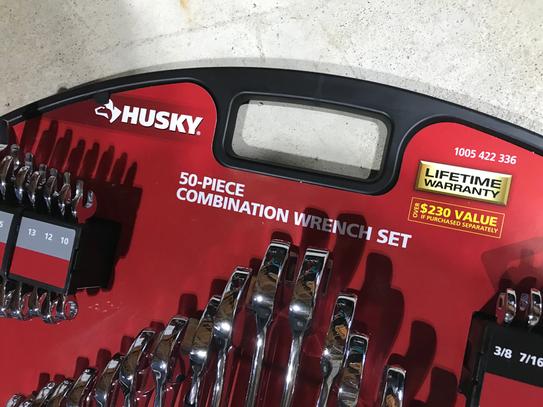 HUSKY
50-PIECE
COMBINATION WRENCH SET
1005 422 336
LIFETIME
WARRANTY
OVER $230 VALUE
IF PURCHASED SEPARATELY
13 12 10
3/8 7/16